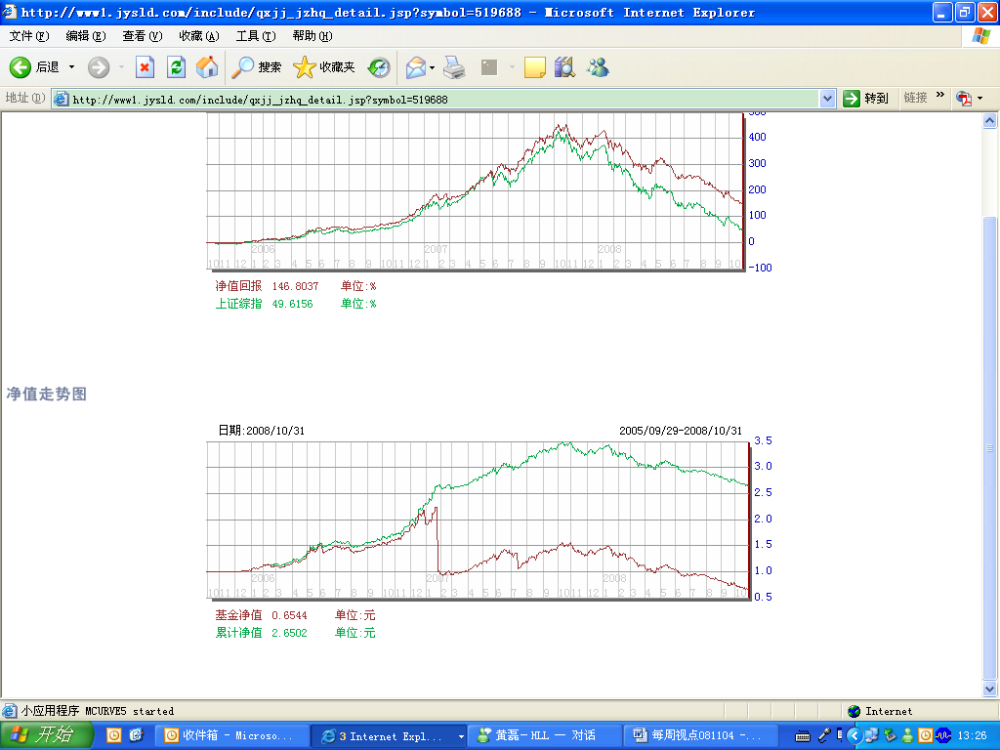 http://www1.jysld.com/include/qxjj_jzhq_detail.jsp?symbol=519688 - Microsoft Internet Explorer
文件(F) 编辑(E) 查看(V) 收藏(A) 工具(T) 帮助(H)
后退 搜索 收藏夹
地址(D) http://www1.jysld.com/include/qxjj_jzhq_detail.jsp?symbol=519688 转到 链接 »
500
400
300
200
100
0
-100
2006 2007 2008
10 11 12 1 2 3 4 5 6 7 8 9 10 11 12 1 2 3 4 5 6 7 8 9 10 11 12 1 2 3 4 5 6 7 8 9 10
净值回报 146.8037 单位:%
上证综指 49.6156 单位:%
净值走势图
日期:2008/10/31 2005/09/29-2008/10/31
3.5
3.0
2.5
2.0
1.5
1.0
0.5
2006 2007 2008
10 11 12 1 2 3 4 5 6 7 8 9 10 11 12 1 2 3 4 5 6 7 8 9 10 11 12 1 2 3 4 5 6 7 8 9 10
基金净值 0.6544 单位:元
累计净值 2.6502 单位:元
小应用程序 MCURVE5 started Internet
开始 收件箱 - Microso... 3 Internet Expl... 黄磊-HLL 一 对话 每周视点081104 -... 13:26